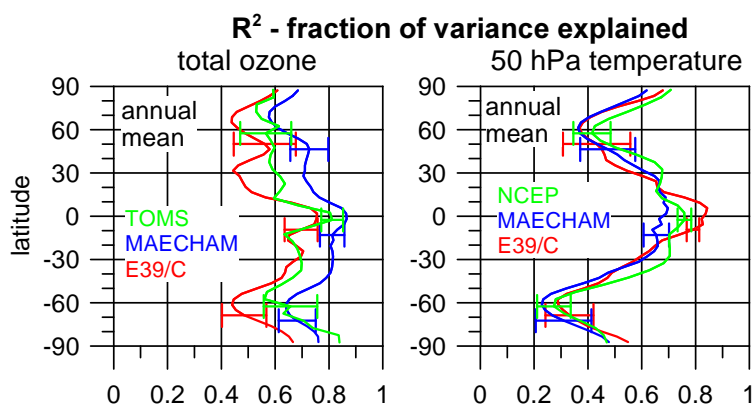 R² - fraction of variance explained
total ozone
50 hPa temperature
90
60
30
0
-30
-60
-90
latitude
annual
mean
TOMS
MAECHAM
E39/C
0
0.2
0.4
0.6
0.8
1
90
60
30
0
-30
-60
-90
annual
mean
NCEP
MAECHAM
E39/C
0
0.2
0.4
0.6
0.8
1